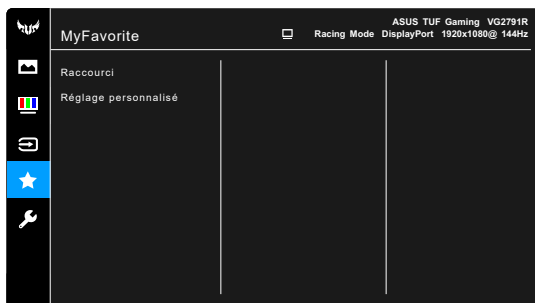 ASUS TUF Gaming VG2791R
MyFavorite
Racing Mode DisplayPort 1920x1080@ 144Hz
Raccourci
Réglage personnalisé